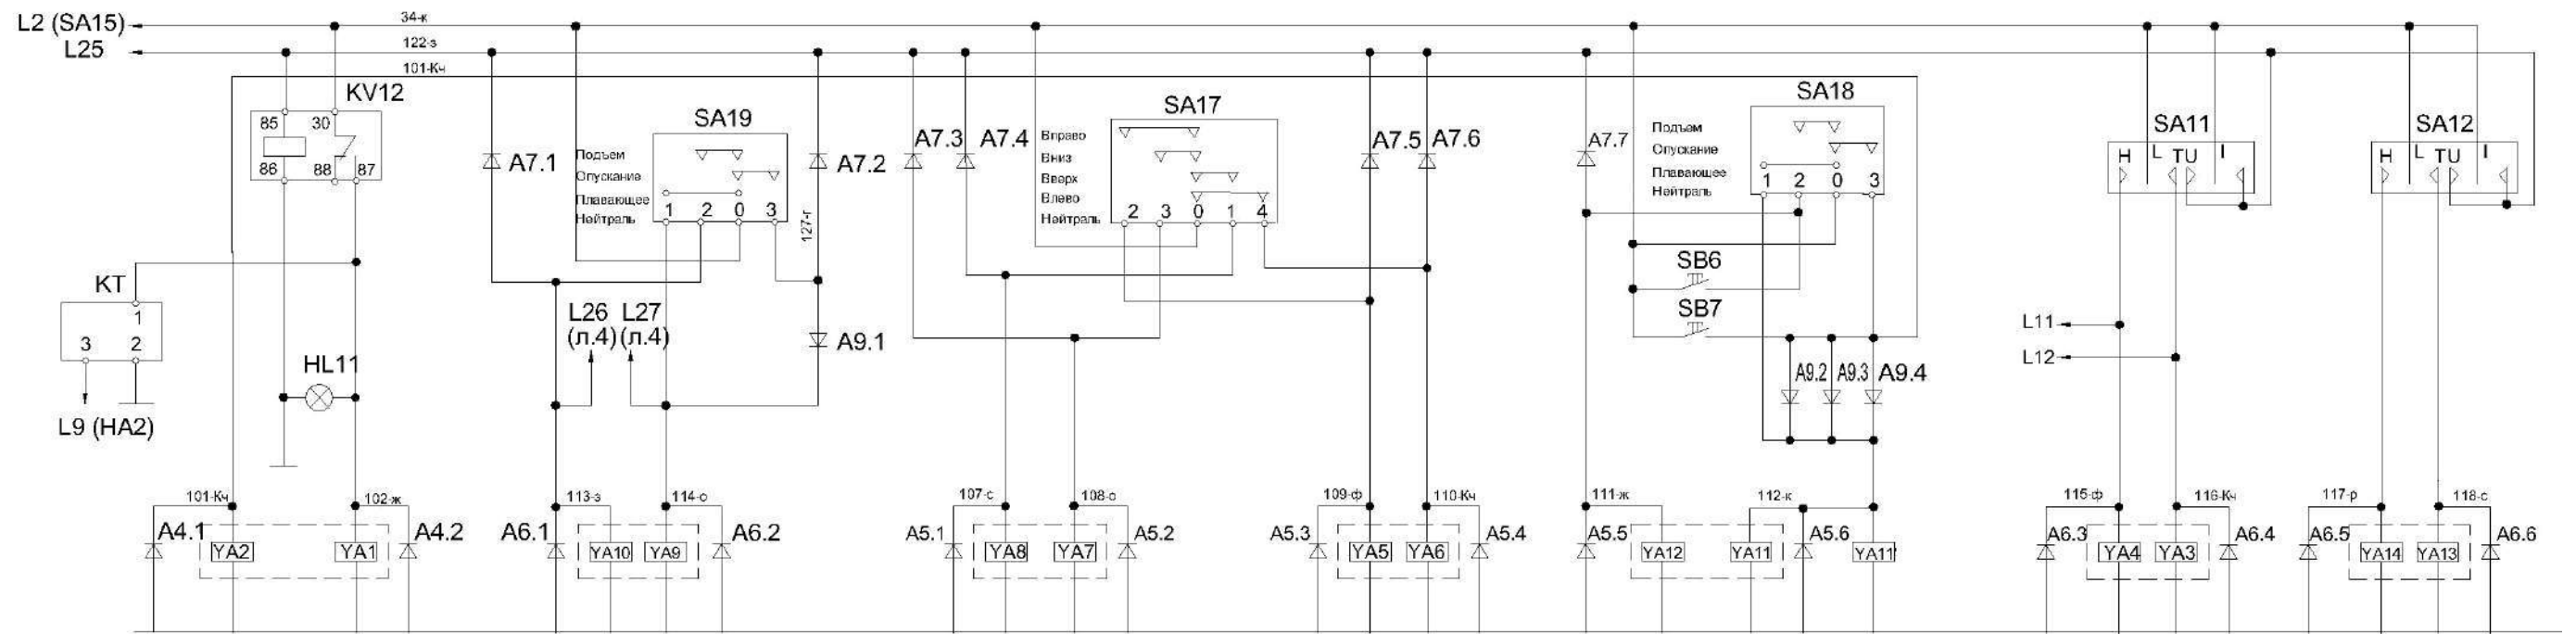 L2 (SA15)
34-к
L25
122-з
101-Кч
KV12
85 30
86 88 87
KT
1
3 2
HL11
L9 (HA2)
A7.1
SA19
Подъем
Опускание
Плавающее
Нейтраль
1 2 0 3
127-г
A7.2
L26 L27
(л.4) (л.4)
A9.1
A7.3
A7.4
SA17
Вправо
Вниз
Вверх
Влево
Нейтраль
2 3 0 1 4
A7.5
A7.6
A7.7
SA18
Подъем
Опускание
Плавающее
Нейтраль
1 2 0 3
SB6
SB7
A9.2 A9.3 A9.4
SA11
H L TU I
SA12
H L TU I
L11
L12
101-Кч
102-ж
113-з
114-о
107-с
108-о
109-ф
110-Кч
111-ж
112-к
115-ф
116-Кч
117-р
118-с
A4.1
YA2
YA1
A4.2
A6.1
YA10
YA9
A6.2
A5.1
YA8
YA7
A5.2
A5.3
YA5
YA6
A5.4
A5.5
YA12
YA11
A5.6
YA11
A6.3
YA4
YA3
A6.4
A6.5
YA14
YA13
A6.6